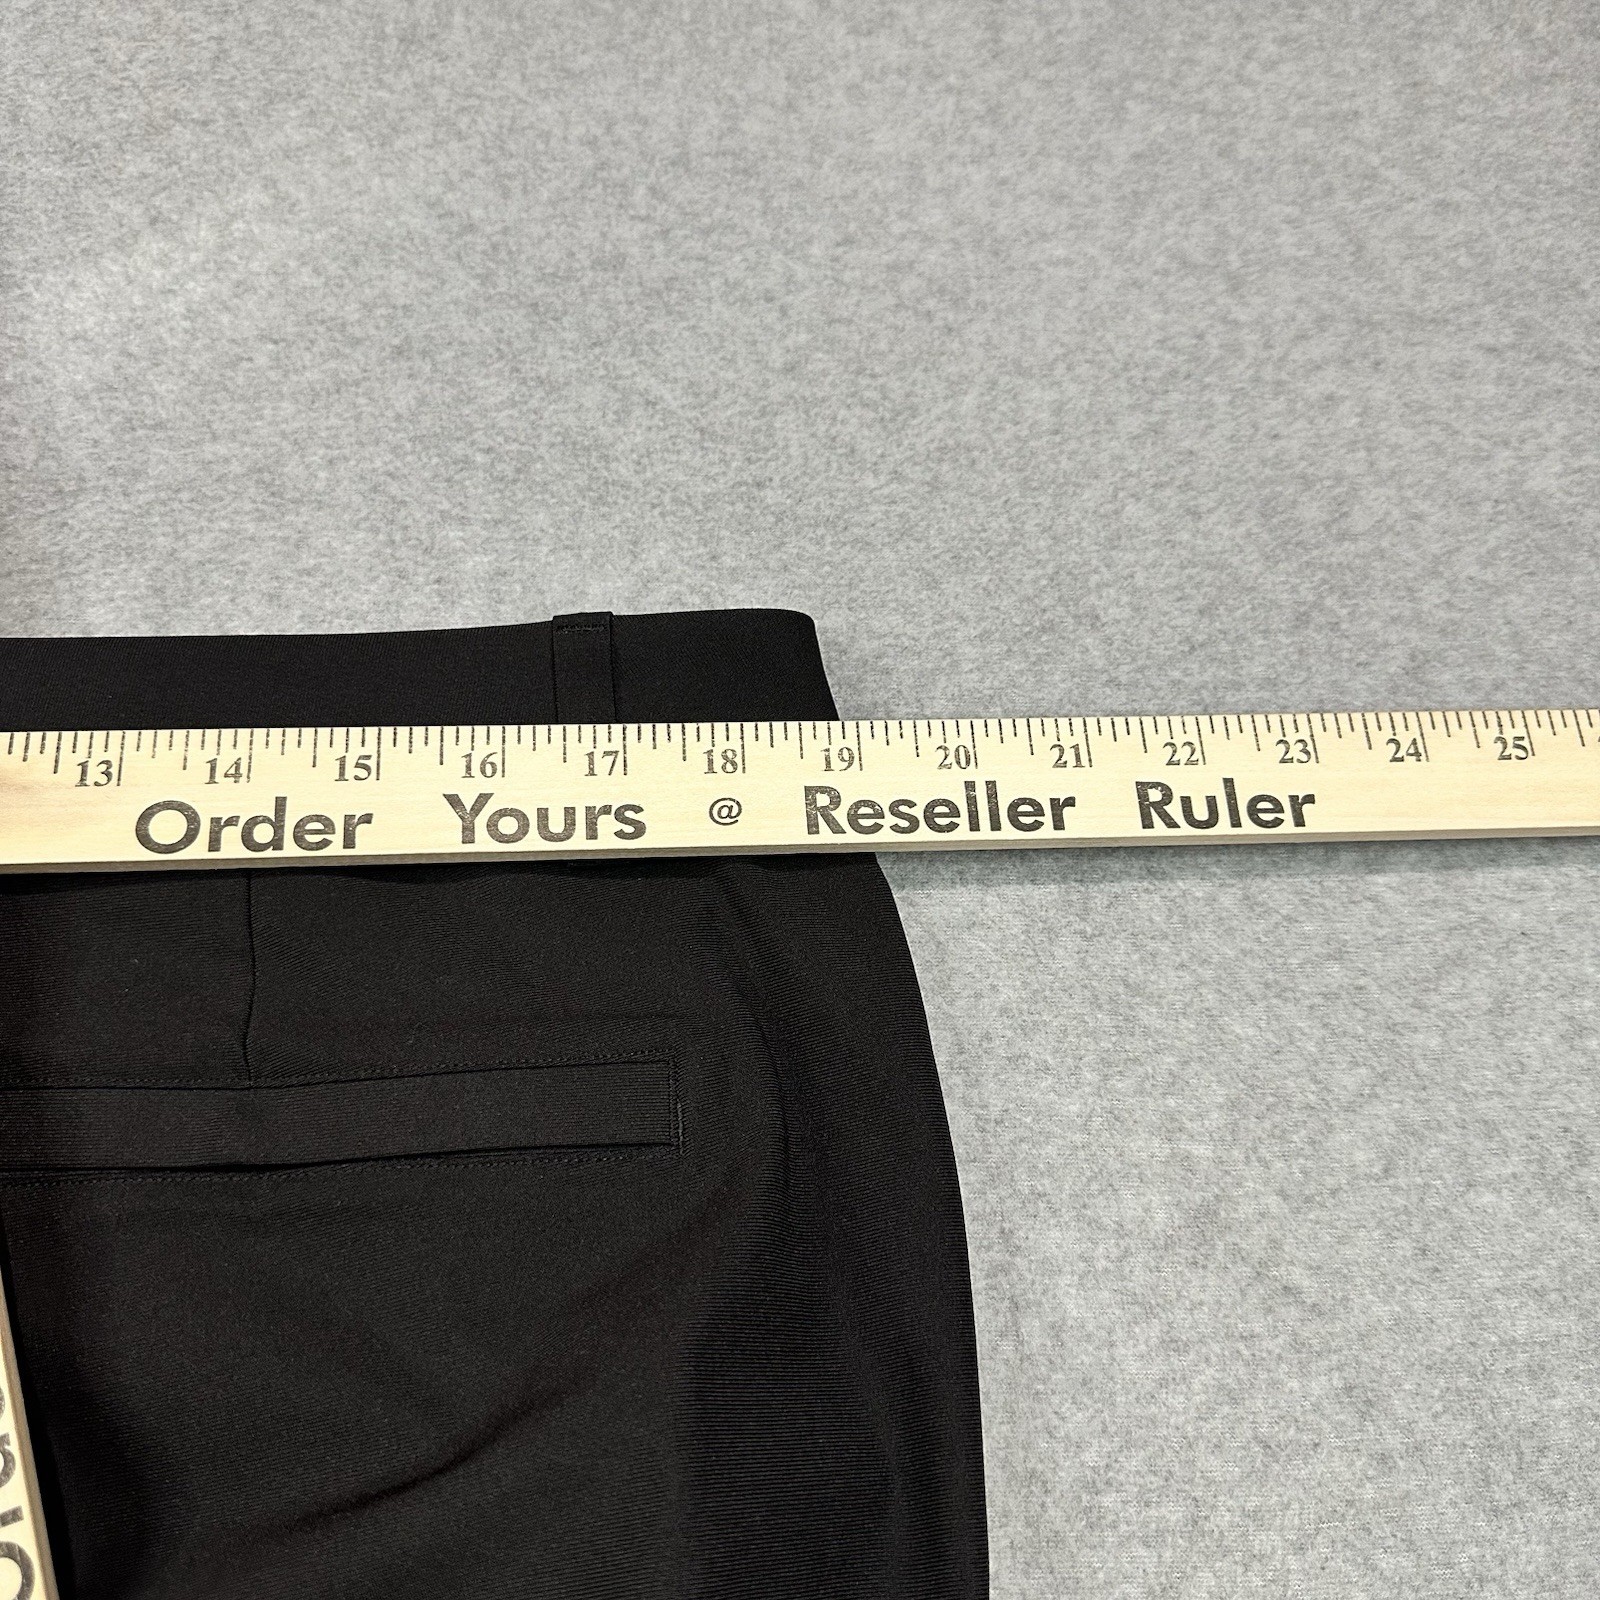 13 14 15 16 17 18 19 20 21 22 23 24 25
Order Yours @ Reseller Ruler